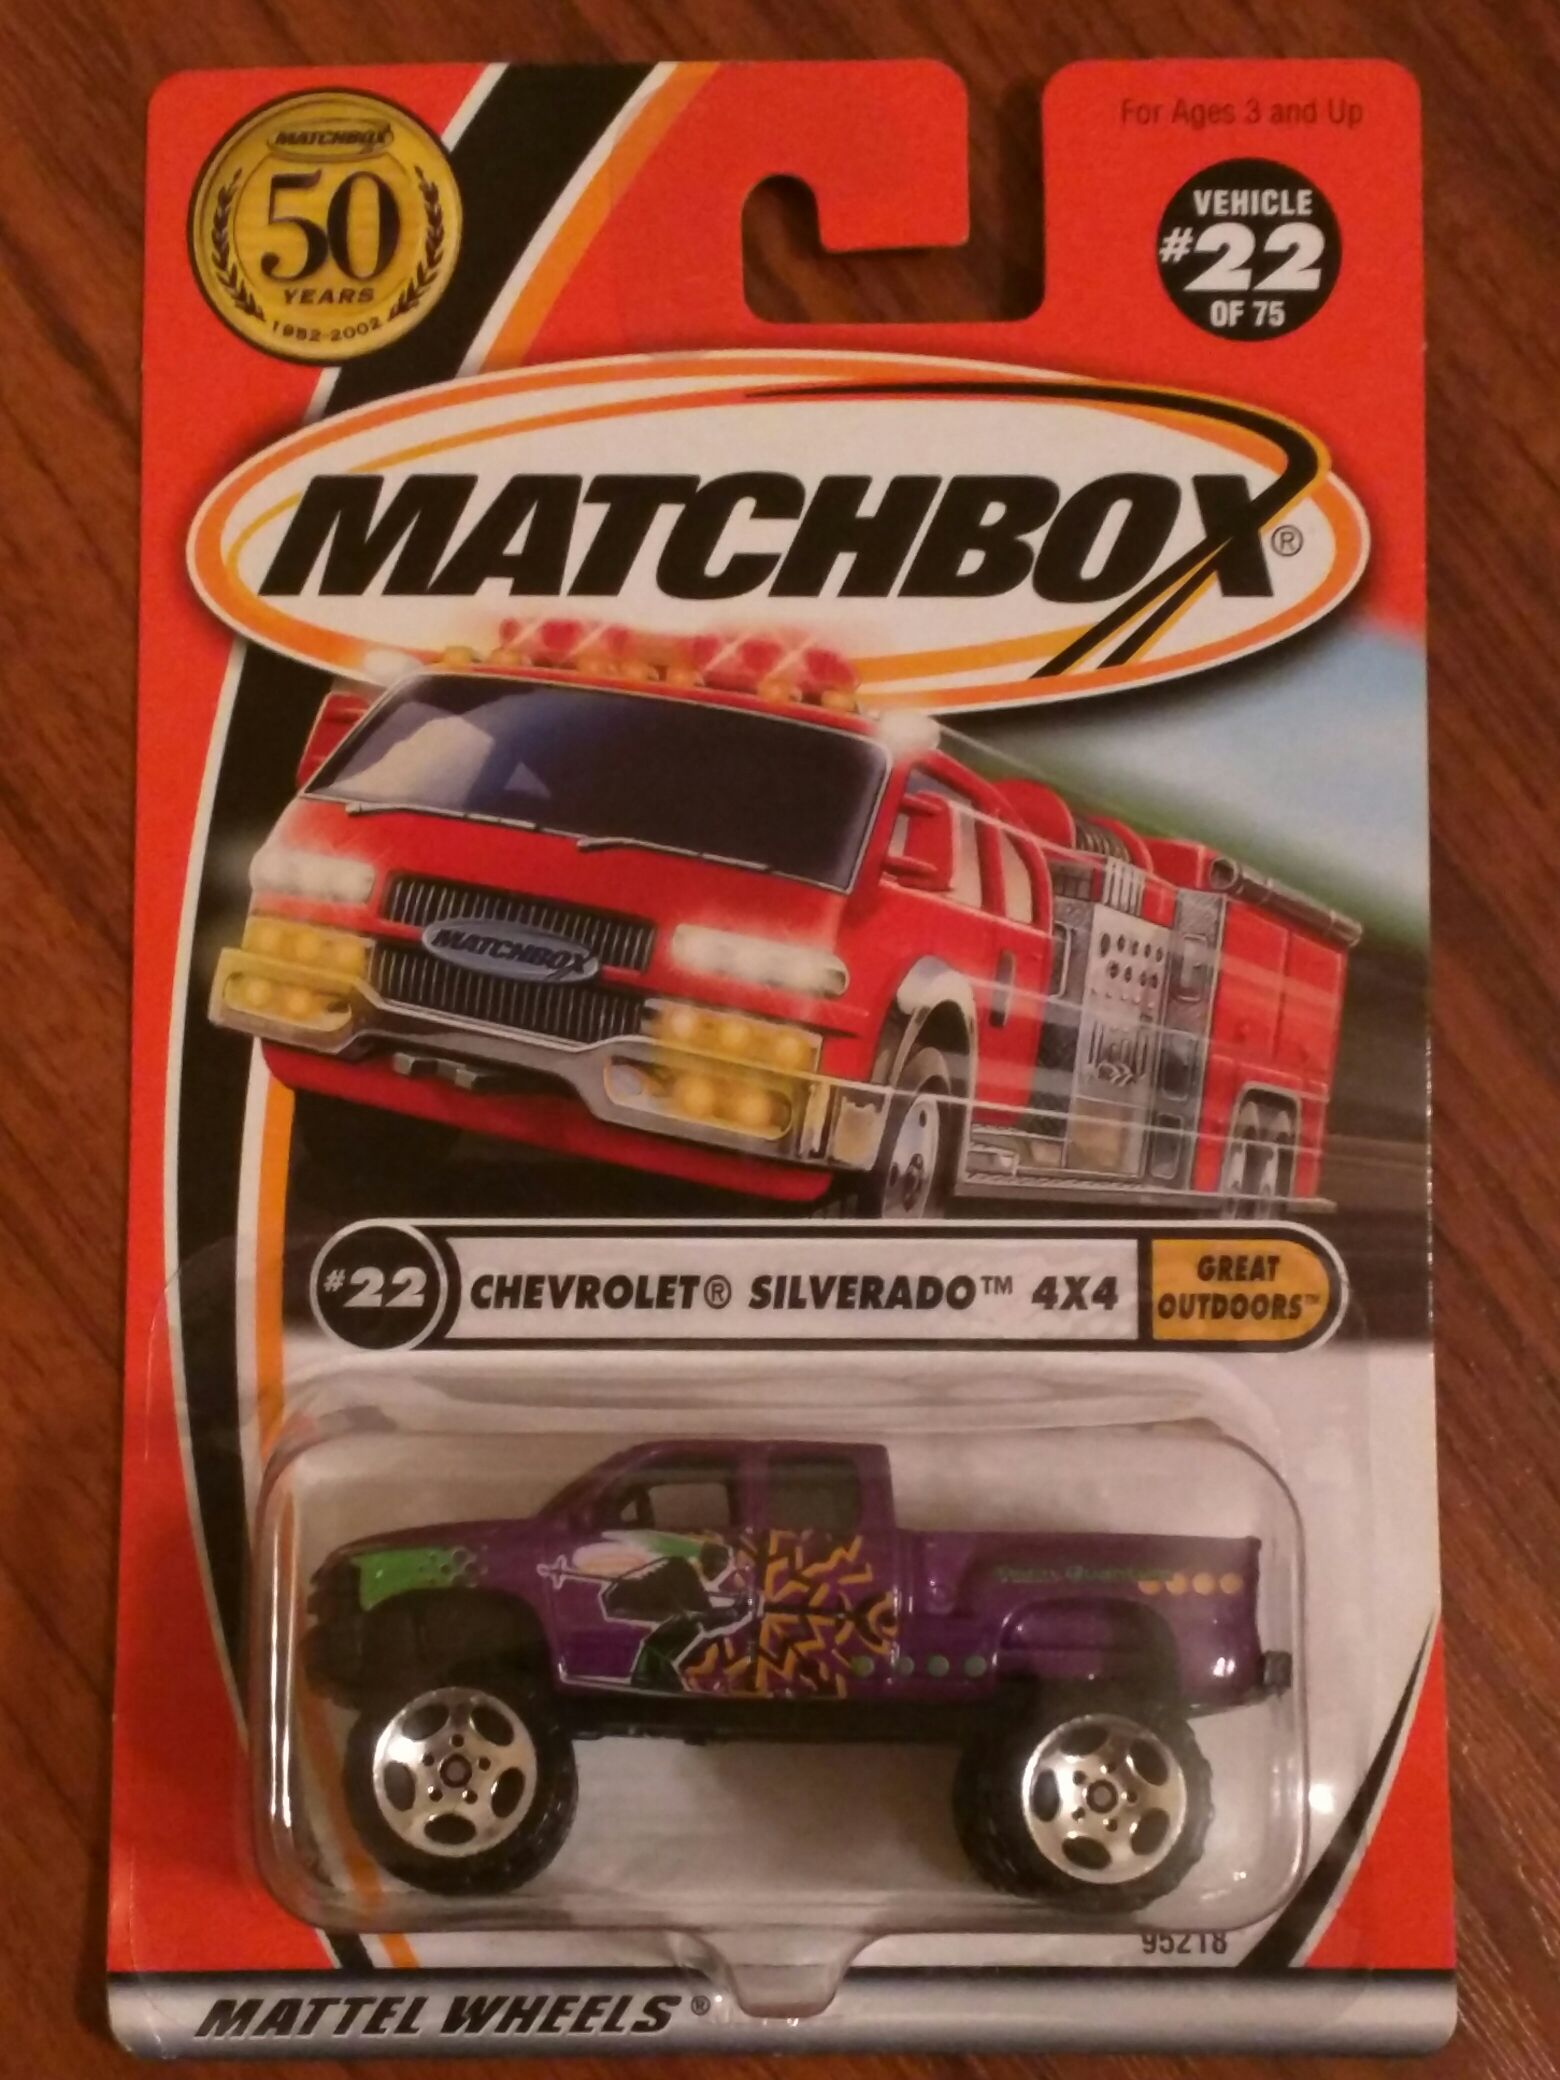 For Ages 3 and Up
MATCHBOX
50
YEARS
1952-2002
VEHICLE
#22
OF 75
MATCHBOX®
MATCHBOX
#22
CHEVROLET® SILVERADO™ 4X4
GREAT
OUTDOORS™
95218
MATTEL WHEELS®